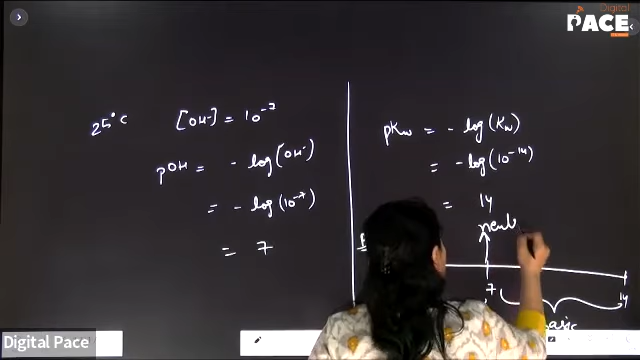 Digital
PACE
25°C [OH-] = 10-7
pOH = - log[OH-]
= - log(10-7)
= 7
pKw = - log(Kw)
= - log(10-14)
= 14
neut
7
14
Digital Pace